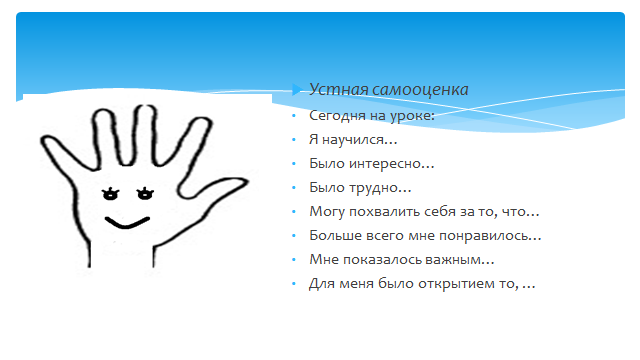 Устная самооценка
Сегодня на уроке:
Я научился…
Было интересно…
Было трудно…
Могу похвалить себя за то, что…
Больше всего мне понравилось…
Мне показалось важным…
Для меня было открытием то, …